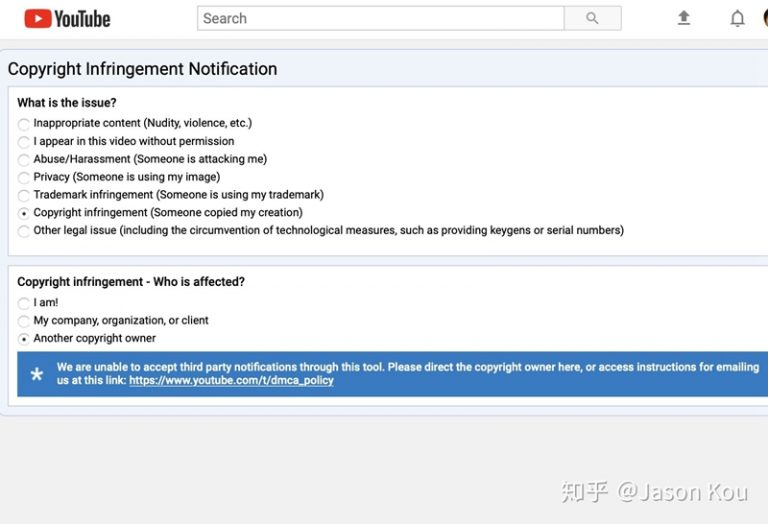 YouTube
Search
Copyright Infringement Notification
What is the issue?
Inappropriate content (Nudity, violence, etc.)
I appear in this video without permission
Abuse/Harassment (Someone is attacking me)
Privacy (Someone is using my image)
Trademark infringement (Someone is using my trademark)
Copyright infringement (Someone copied my creation)
Other legal issue (including the circumvention of technological measures, such as providing keygens or serial numbers)
Copyright infringement - Who is affected?
I am!
My company, organization, or client
Another copyright owner
We are unable to accept third party notifications through this tool. Please direct the copyright owner here, or access instructions for emailing
us at this link: https://www.youtube.com/t/dmca_policy
知乎 @Jason Kou